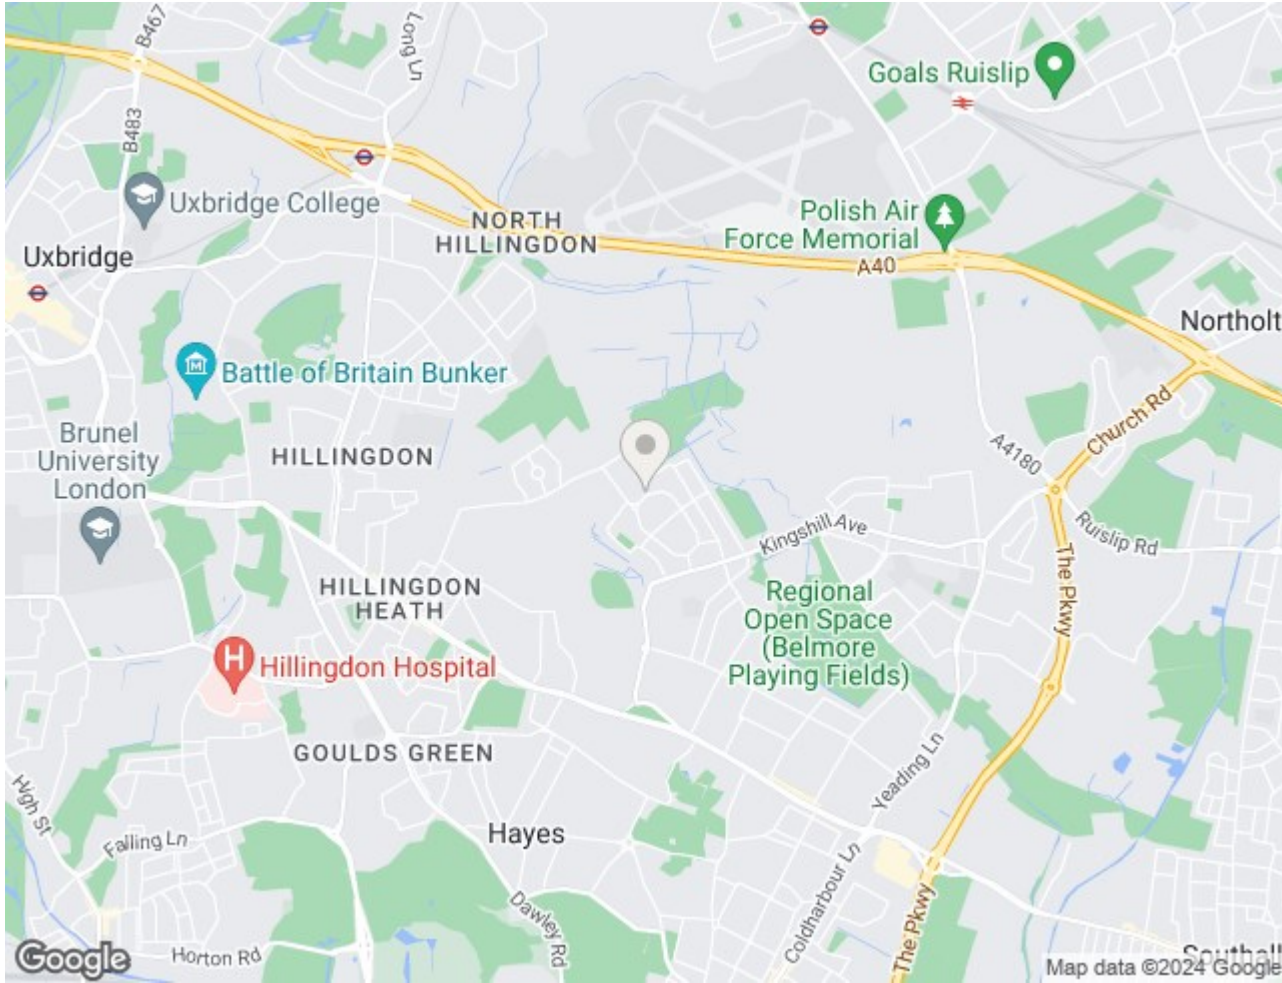 B467
Long Ln
Goals Ruislip
B483
Uxbridge College
Polish Air
Force Memorial
NORTH
HILLINGDON
Uxbridge
A40
Northolt
Battle of Britain Bunker
Church Rd
Brunel
University
London
HILLINGDON
A4180
Kingshill Ave
Ruislip Rd
The Pkwy
HILLINGDON
HEATH
Regional
Open Space
(Belmore
Playing Fields)
H
Hillingdon Hospital
GOULDS GREEN
Yeading Ln
High St
Falling Ln
Hayes
Coldharbour Ln
Dawley Rd
The Pkwy
Horton Rd
Southall
Google
Map data ©2024 Google